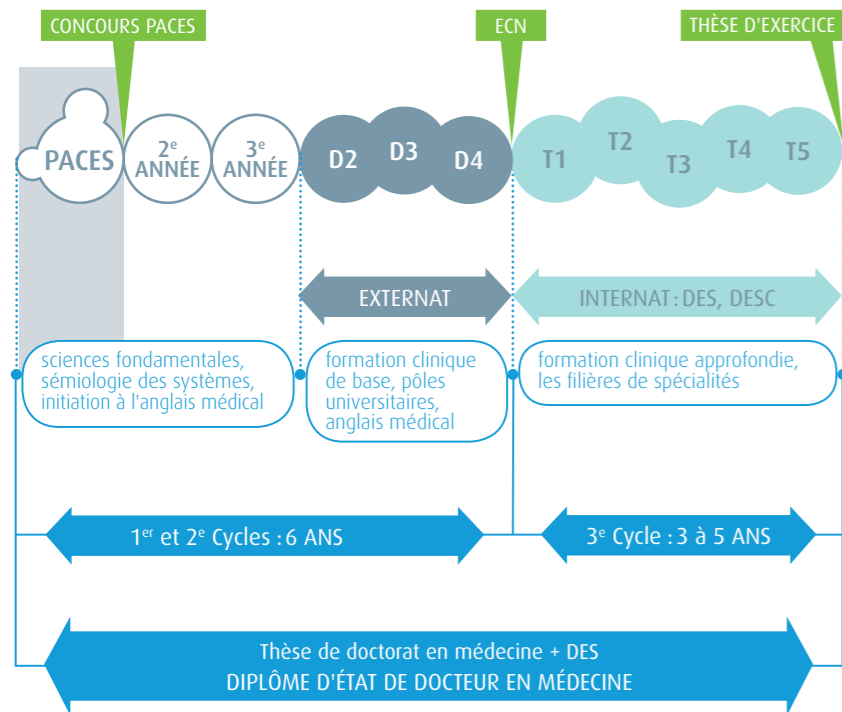 CONCOURS PACES
ECN
THÈSE D'EXERCICE
PACES
2e
ANNÉE
3e
ANNÉE
D2
D3
D4
T1
T2
T3
T4
T5
EXTERNAT
INTERNAT : DES, DESC
sciences fondamentales,
sémiologie des systèmes,
initiation à l'anglais médical
formation clinique
de base, pôles
universitaires,
anglais médical
formation clinique approfondie,
les filières de spécialités
1er et 2e Cycles : 6 ANS
3e Cycle : 3 à 5 ANS
Thèse de doctorat en médecine + DES
DIPLÔME D'ÉTAT DE DOCTEUR EN MÉDECINE